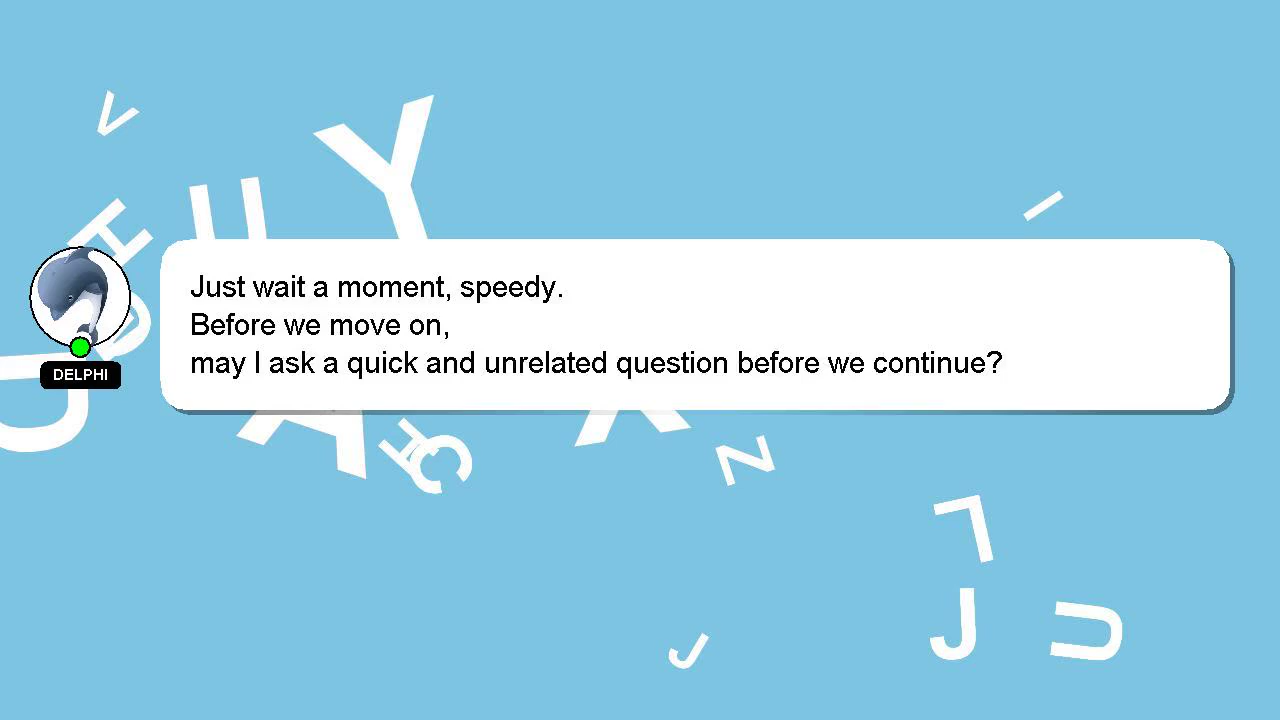 V
Y
H
U
I
Just wait a moment, speedy.
Before we move on,
may I ask a quick and unrelated question before we continue?
DELPHI
U
A
H
C
X
N
L
J
U
J